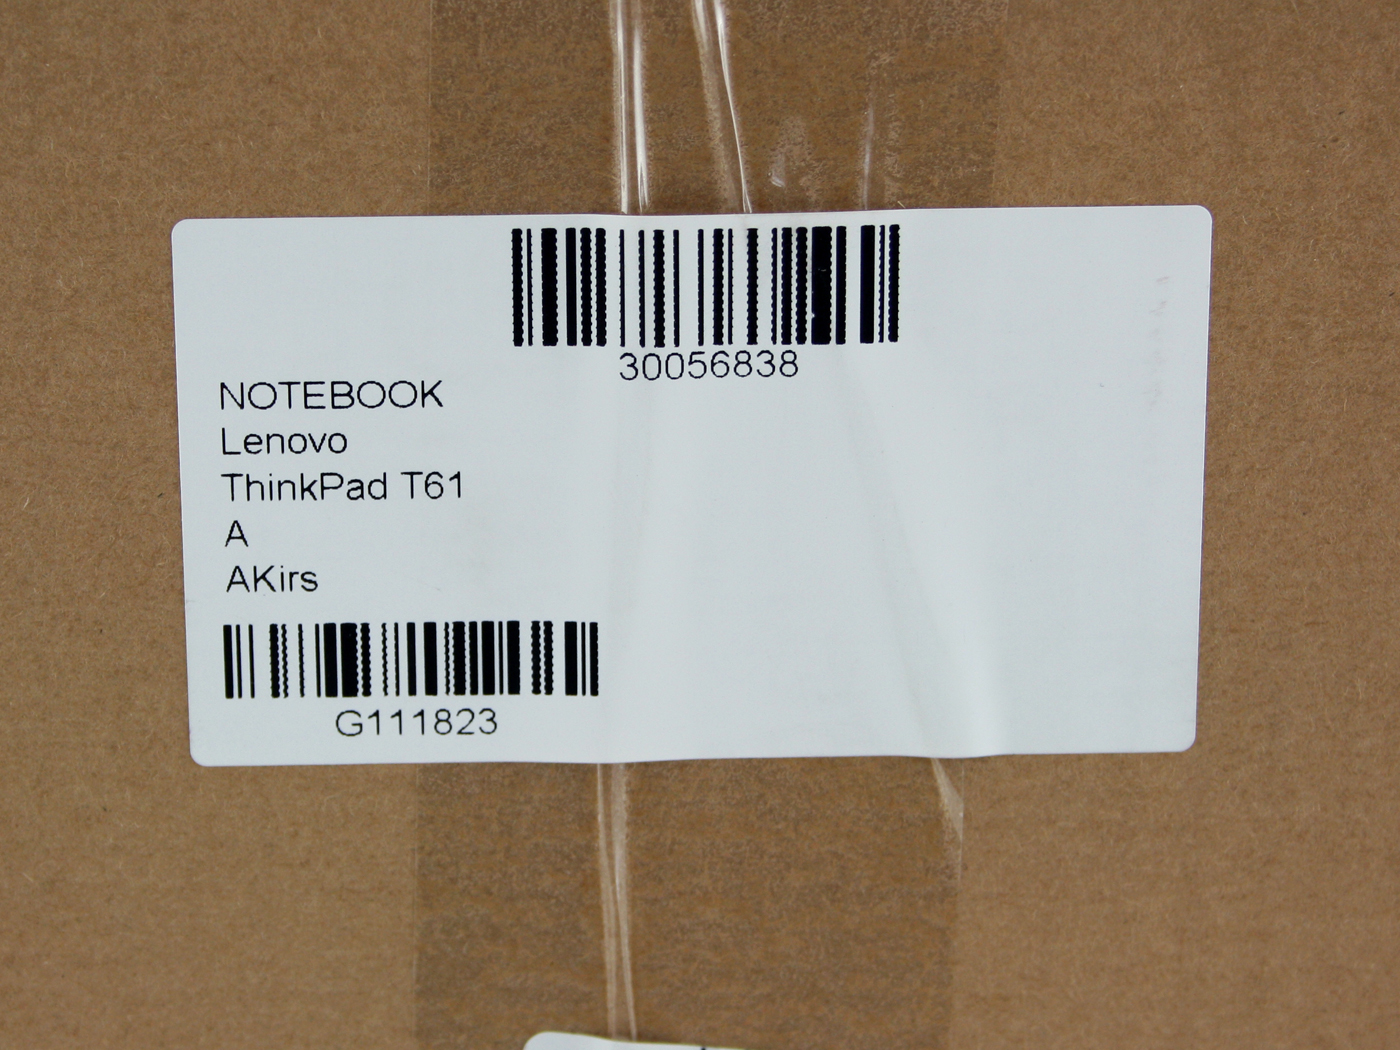 30056838
NOTEBOOK
Lenovo
ThinkPad T61
A
AKirs
G111823